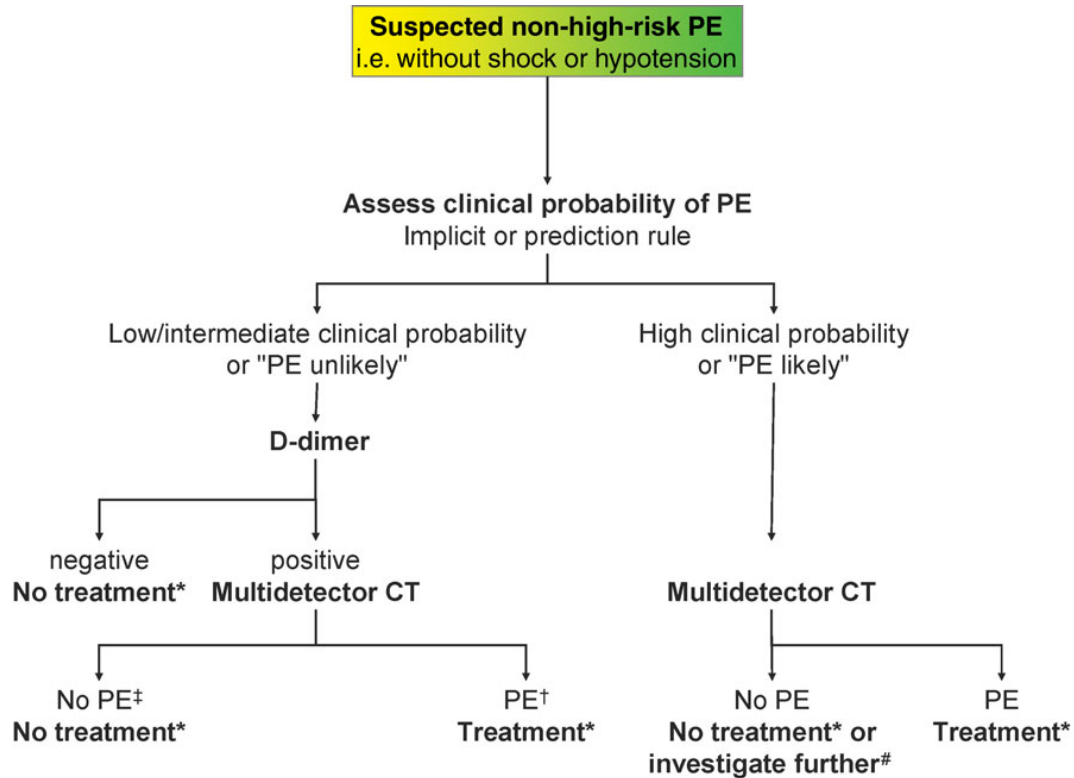 Suspected non-high-risk PE
i.e. without shock or hypotension
Assess clinical probability of PE
Implicit or prediction rule
Low/intermediate clinical probability
or "PE unlikely"
High clinical probability
or "PE likely"
D-dimer
negative
No treatment*
positive
Multidetector CT
Multidetector CT
No PE‡
No treatment*
PE†
Treatment*
No PE
No treatment* or
investigate further#
PE
Treatment*